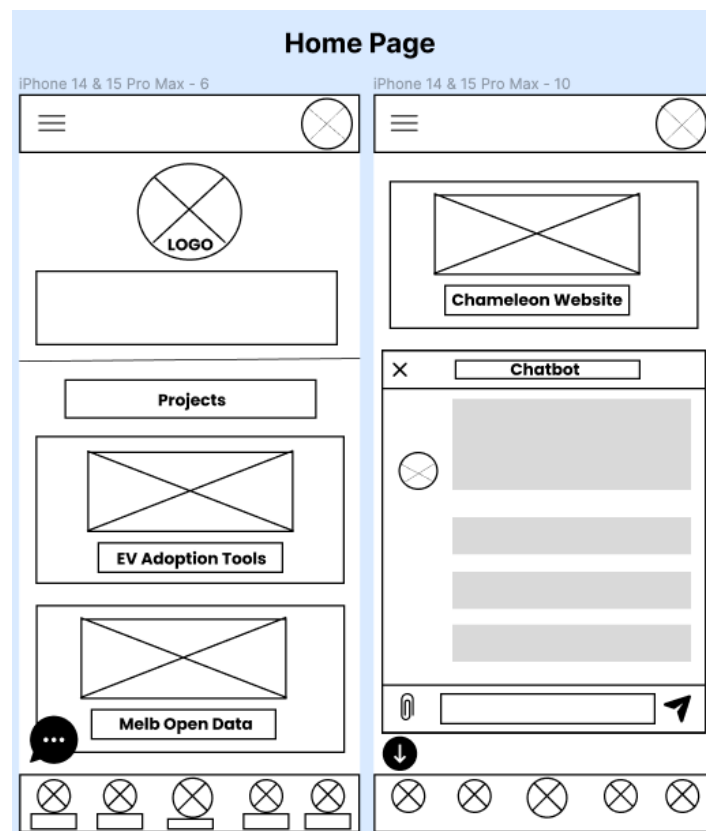 Home Page
iPhone 14 & 15 Pro Max - 6
LOGO
Projects
EV Adoption Tools
Melb Open Data
iPhone 14 & 15 Pro Max - 10
Chameleon Website
Chatbot